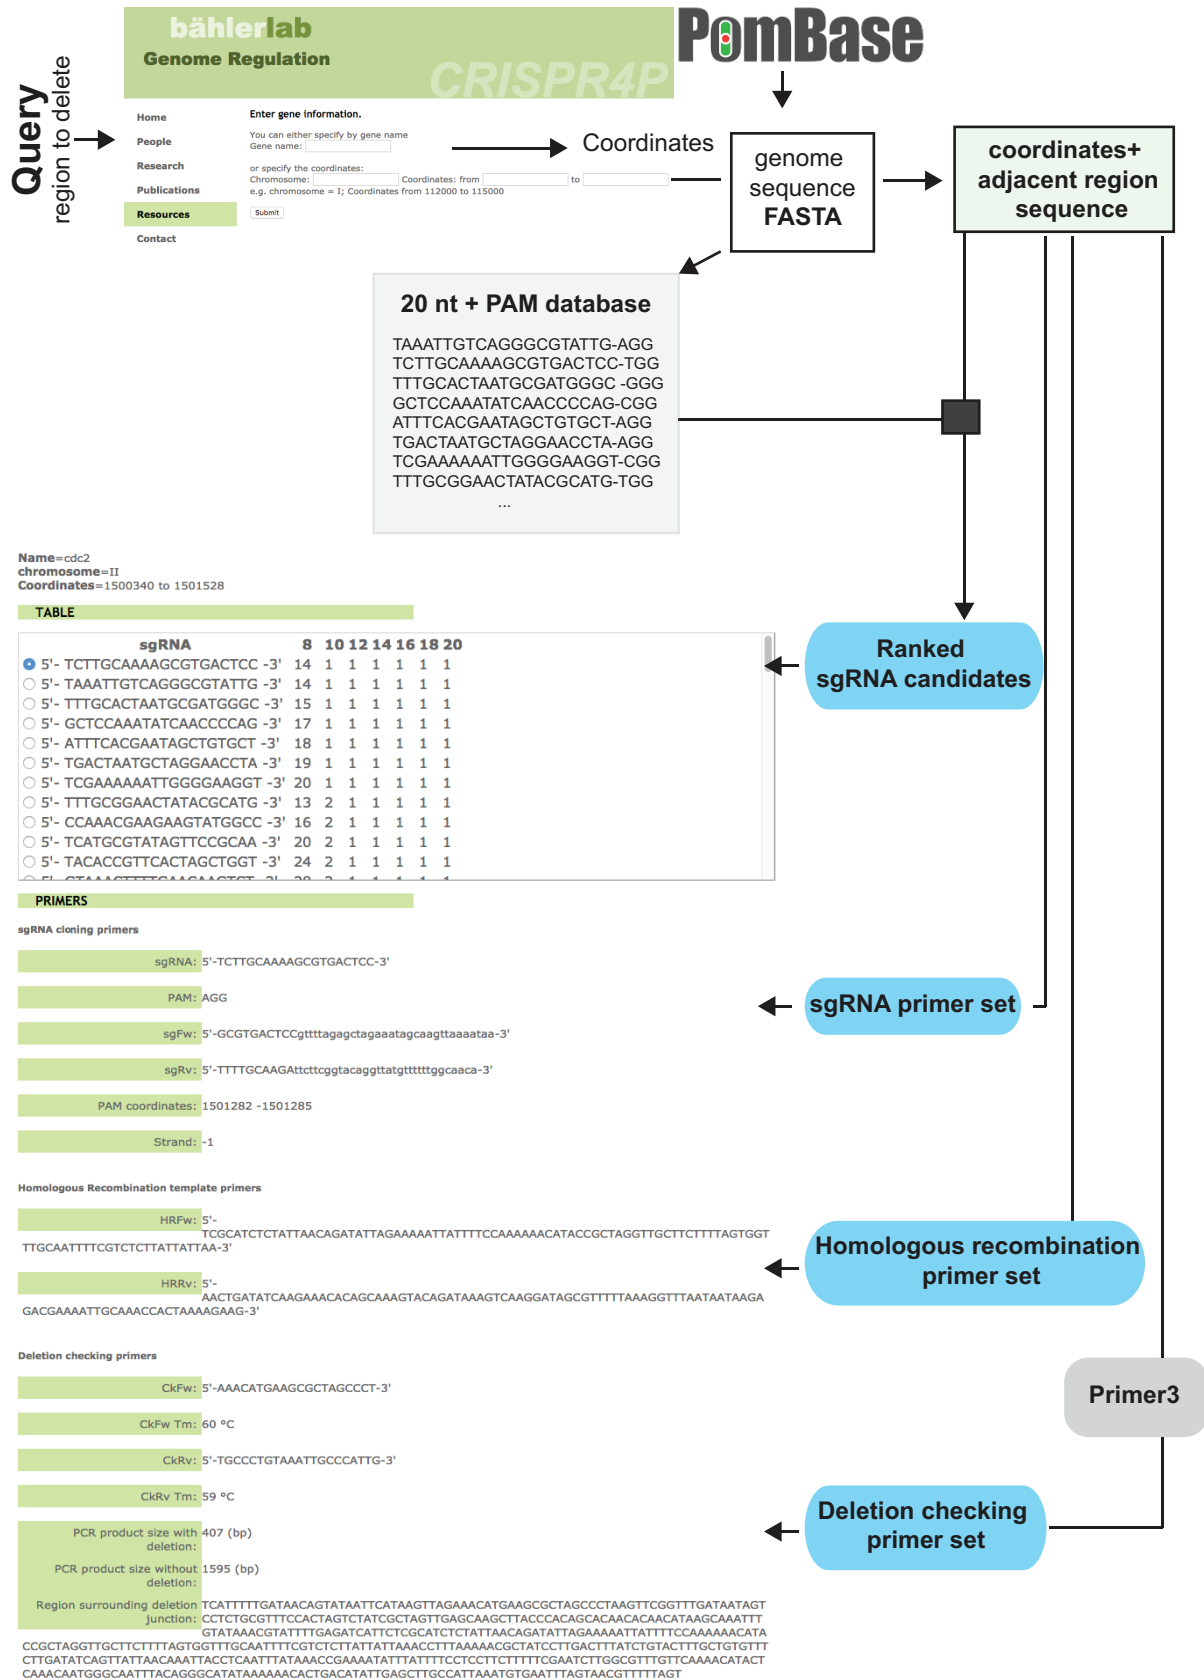 bählerlab
Genome Regulation
CRISPR4P
PomBase
Query
region to delete
Home
People
Research
Publications
Resources
Contact
Enter gene information.
You can either specify by gene name
Gene name:
or specify the coordinates:
Chromosome: Coordinates: from to
e.g. chromosome = I; Coordinates from 112000 to 115000
Submit
Coordinates
genome
sequence
FASTA
coordinates+
adjacent region
sequence
20 nt + PAM database
TAAATTGTCAGGGCGTATTG-AGG
TCTTGCAAAAGCGTGACTCC-TGG
TTTGCACTAATGCGATGGGC -GGG
GCTCCAAATATCAACCCCAG-CGG
ATTTCACGAATAGCTGTGCT-AGG
TGACTAATGCTAGGAACCTA-AGG
TCGAAAAAATTGGGGAAGGT-CGG
TTTGCGGAACTATACGCATG-TGG
...
Name=cdc2
chromosome=II
Coordinates=1500340 to 1501528
TABLE
sgRNA 8 10 12 14 16 18 20
5'- TCTTGCAAAAGCGTGACTCC -3' 14 1 1 1 1 1 1
5'- TAAATTGTCAGGGCGTATTG -3' 14 1 1 1 1 1 1
5'- TTTGCACTAATGCGATGGGC -3' 15 1 1 1 1 1 1
5'- GCTCCAAATATCAACCCCAG -3' 17 1 1 1 1 1 1
5'- ATTTCACGAATAGCTGTGCT -3' 18 1 1 1 1 1 1
5'- TGACTAATGCTAGGAACCTA -3' 19 1 1 1 1 1 1
5'- TCGAAAAAATTGGGGAAGGT -3' 20 1 1 1 1 1 1
5'- TTTGCGGAACTATACGCATG -3' 13 2 1 1 1 1 1
5'- CCAAACGAAGAAGTATGGCC -3' 16 2 1 1 1 1 1
5'- TCATGCGTATAGTTCCGCAA -3' 20 2 1 1 1 1 1
5'- TACACCGTTCACTAGCTGGT -3' 24 2 1 1 1 1 1
Ranked
sgRNA candidates
PRIMERS
sgRNA cloning primers
sgRNA: 5'-TCTTGCAAAAGCGTGACTCC-3'
PAM: AGG
sgFw: 5'-GCGTGACTCCgttttagagctagaaatagcaagttaaaataa-3'
sgRv: 5'-TTTTGCAAGAttcttcggtacaggttatgttttttggcaaca-3'
PAM coordinates: 1501282 -1501285
Strand: -1
sgRNA primer set
Homologous Recombination template primers
HRFw: 5'-
TCGCATCTCTATTAACAGATATTAGAAAAATTATTTTCCAAAAAACATACCGCTAGGTTGCTTCTTTTAGTGGT
TTGCAATTTTCGTCTCTTATTATTAA-3'
HRRv: 5'-
AACTGATATCAAGAAACACAGCAAAGTACAGATAAAGTCAAGGATAGCGTTTTTAAAGGTTTAATAATAAGA
GACGAAAATTGCAAACCACTAAAAGAAG-3'
Homologous recombination
primer set
Deletion checking primers
CkFw: 5'-AAACATGAAGCGCTAGCCCT-3'
CkFw Tm: 60 ºC
CkRv: 5'-TGCCCTGTAAATTGCCCATTG-3'
CkRv Tm: 59 ºC
PCR product size with 407 (bp)
deletion:
PCR product size without 1595 (bp)
deletion:
Region surrounding deletion TCATTTTTGATAACAGTATAATTCATAAGTTAGAAACATGAAGCGCTAGCCCTAAGTTCGGTTTGATAATAGT
junction: CCTCTGCGTTTCCACTAGTCTATCGCTAGTTGAGCAAGCTTACCCACAGCACAACACAACATAAGCAAATTT
GTATAAACGTATTTTGAGATCATTCTCGCATCTCTATTAACAGATATTAGAAAAATTATTTTCCAAAAAACATA
CCGCTAGGTTGCTTCTTTTAGTGGTTTGCAATTTTCGTCTCTTATTATTAAACCTTTAAAAACGCTATCCTTGACTTTATCTGTACTTTGCTGTGTTT
CTTGATATCAGTTATTAACAAATTACCTCAATTTATAAACCGAAAATATTTATTTTCCTCCTTCTTTTTCGAATCTTGGCGTTTGTTCAAAACATACT
CAAACAATGGGCAATTTACAGGGCATATAAAAAACACTGACATATTGAGCTTGCCATTAAATGTGAATTTAGTAACGTTTTTAGT
Primer3
Deletion checking
primer set